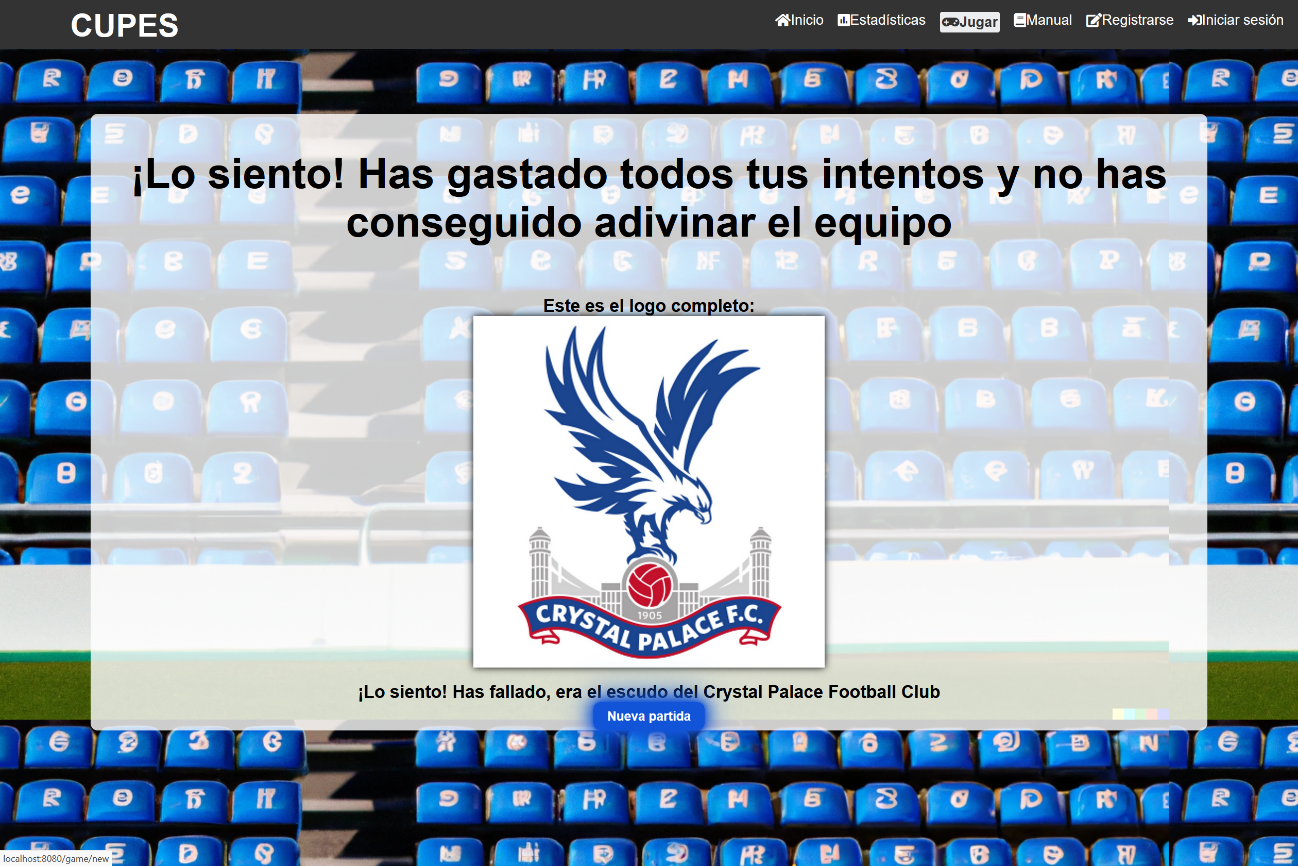 CUPES
Inicio
Estadísticas
Jugar
Manual
Registrarse
Iniciar sesión
¡Lo siento! Has gastado todos tus intentos y no has
conseguido adivinar el equipo
Este es el logo completo:
1905
CRYSTAL PALACE F.C.
¡Lo siento! Has fallado, era el escudo del Crystal Palace Football Club
Nueva partida
localhost:8080/game/new